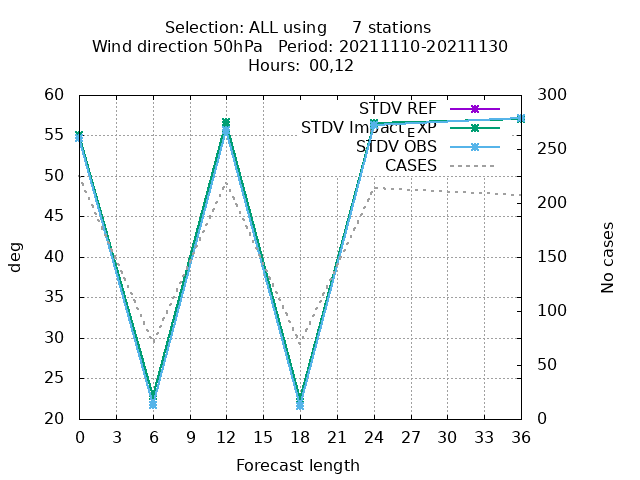 Selection: ALL using     7 stations
Wind direction 50hPa   Period: 20211110-20211130
Hours: 00,12
60
55
50
45
40
35
30
25
20
deg
300
250
200
150
100
50
0
No cases
STDV REF
STDV Impact EXP
STDV OBS
CASES
0 3 6 9 12 15 18 21 24 27 30 33 36
Forecast length